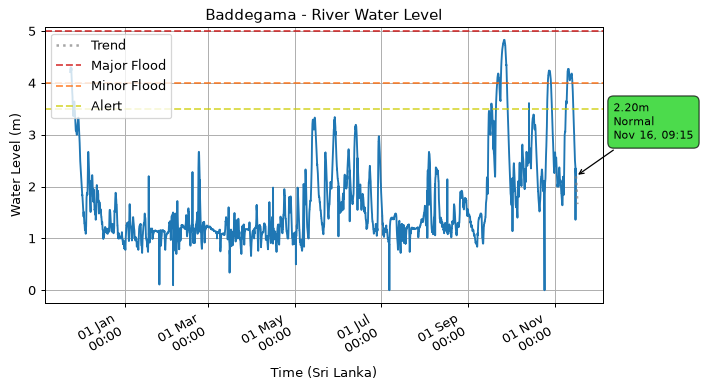 Baddegama - River Water Level
Trend
Major Flood
Minor Flood
Alert
2.20m
Normal
Nov 16, 09:15
Water Level (m)
5
4
3
2
1
0
01 Jan
00:00
01 Mar
00:00
01 May
00:00
01 Jul
00:00
01 Sep
00:00
01 Nov
00:00
Time (Sri Lanka)